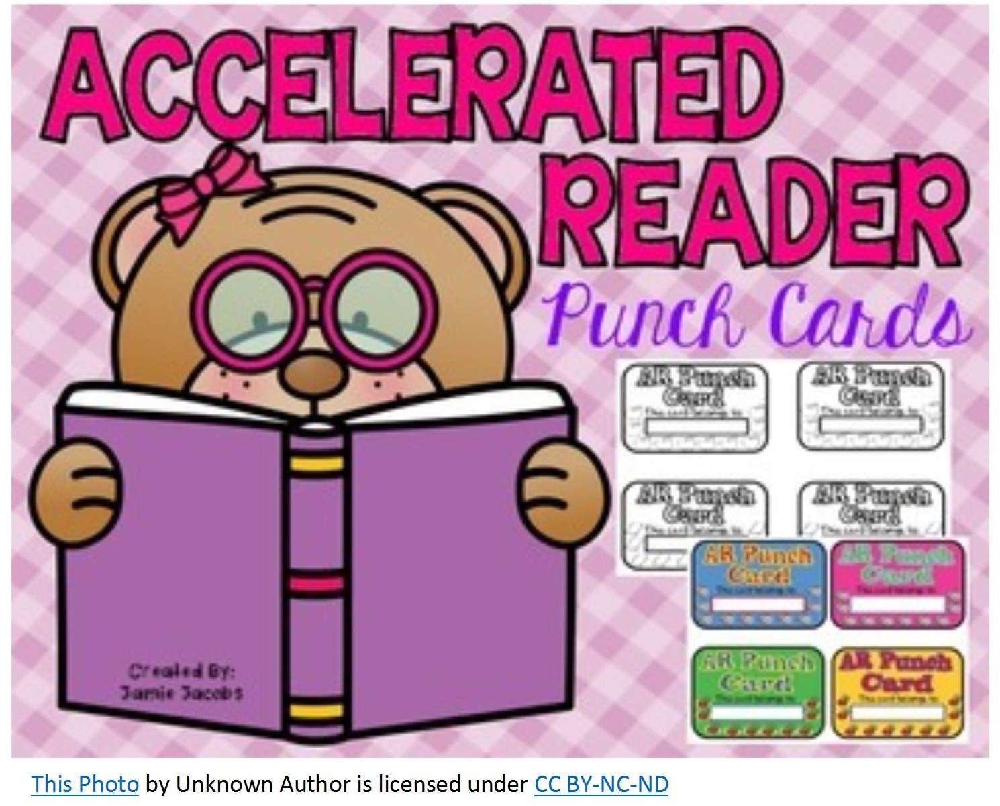 ACCELERATED
READER
Punch Cards
AR Punch
Card
This card belongs to:
AR Punch
Card
This card belongs to:
AR Punch
Card
This card belongs to:
AR Punch
Card
This card belongs to:
AR Punch
Card
This card belongs to:
AR Punch
Card
This card belongs to:
AR Punch
Card
This card belongs to:
AR Punch
Card
This card belongs to:
Created By:
Jamie Jacobs
This Photo by Unknown Author is licensed under CC BY-NC-ND